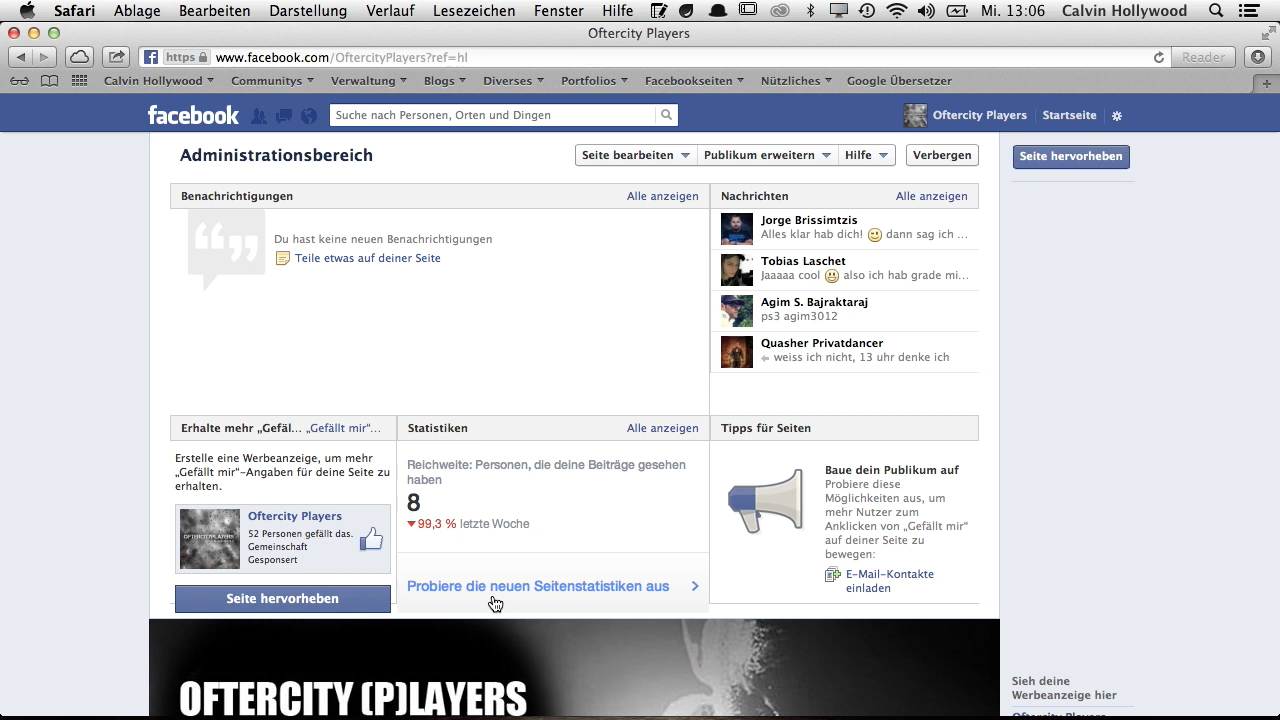 Safari Ablage Bearbeiten Darstellung Verlauf Lesezeichen Fenster Hilfe Mi. 13:06 Calvin Hollywood
Oftercity Players
https www.facebook.com/OftercityPlayers?ref=hl Reader
Calvin Hollywood Communitys Verwaltung Blogs Diverses Portfolios Facebookseiten Nützliches Google Übersetzer
facebook Suche nach Personen, Orten und Dingen Oftercity Players Startseite
Administrationsbereich Seite bearbeiten Publikum erweitern Hilfe Verbergen Seite hervorheben
Benachrichtigungen Alle anzeigen
Du hast keine neuen Benachrichtigungen
Teile etwas auf deiner Seite
Nachrichten Alle anzeigen
Jorge Brissimtzis
Alles klar hab dich! dann sag ich ...
Tobias Laschet
Jaaaaa cool also ich hab grade mi...
Agim S. Bajraktaraj
ps3 agim3012
Quasher Privatdancer
weiss ich nicht, 13 uhr denke ich
Erhalte mehr „Gefäl... „Gefällt mir“...
Erstelle eine Werbeanzeige, um mehr
„Gefällt mir“-Angaben für deine Seite zu
erhalten.
OFTERCITY(P)LAYERS
Oftercity Players
52 Personen gefällt das.
Gemeinschaft
Gesponsert
Seite hervorheben
Statistiken Alle anzeigen
Reichweite: Personen, die deine Beiträge gesehen
haben
8
99,3 % letzte Woche
Probiere die neuen Seitenstatistiken aus
Tipps für Seiten
Baue dein Publikum auf
Probiere diese
Möglichkeiten aus, um
mehr Nutzer zum
Anklicken von „Gefällt mir“
auf deiner Seite zu
bewegen:
E-Mail-Kontakte
einladen
OFTERCITY (P)LAYERS
Sieh deine
Werbeanzeige hier
Oftercity Players